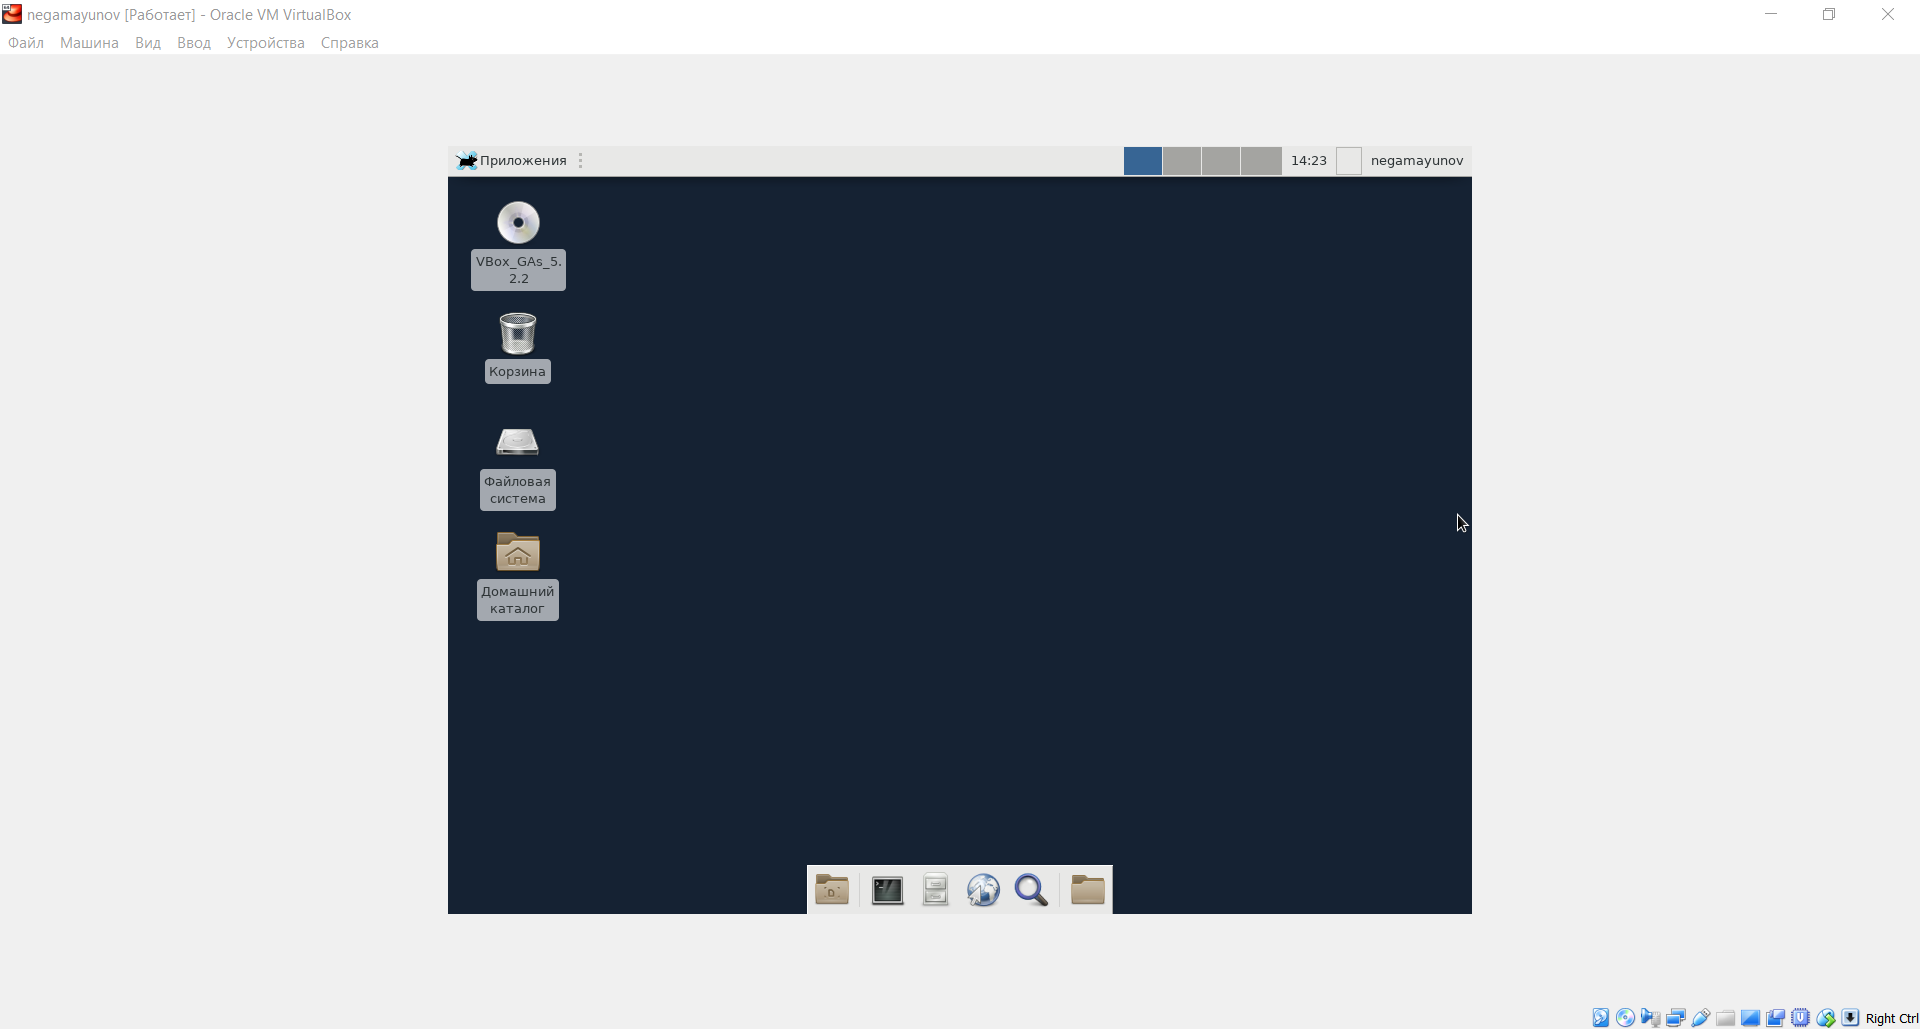 negamayunov [Работает] - Oracle VM VirtualBox
Файл Машина Вид Ввод Устройства Справка
Приложения 14:23 negamayunov
VBox_GAs_5.
2.2
Корзина
Файловая
система
Домашний
каталог
Right Ctrl